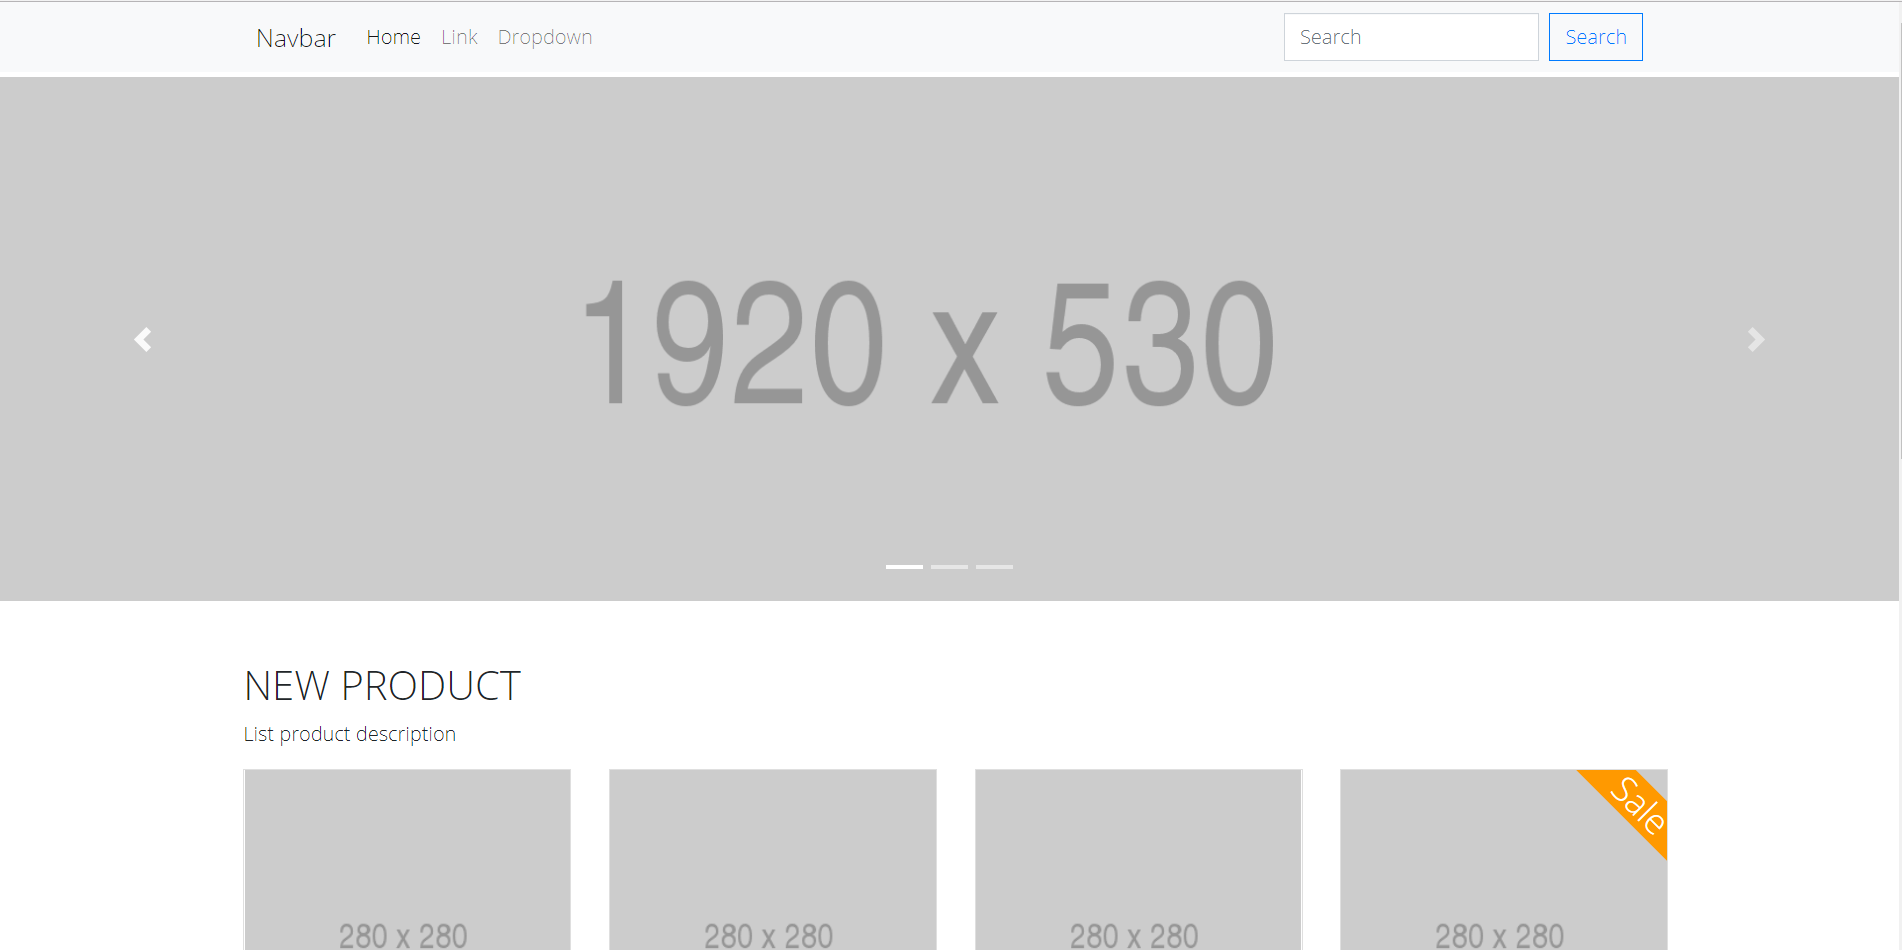 Navbar Home Link Dropdown Search Search
1920 x 530
NEW PRODUCT
List product description
Sale
280 x 280 280 x 280 280 x 280 280 x 280